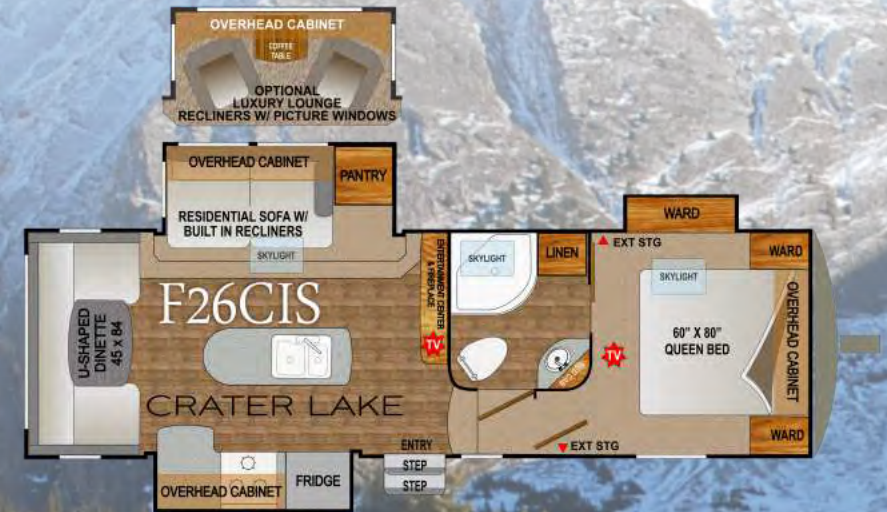 OVERHEAD CABINET
COFFEE
TABLE
OPTIONAL
LUXURY LOUNGE
RECLINERS W/ PICTURE WINDOWS
OVERHEAD CABINET
PANTRY
RESIDENTIAL SOFA W/
BUILT IN RECLINERS
SKYLIGHT
WARD
EXT STG
WARD
SKYLIGHT
LINEN
SKYLIGHT
ENTERTAINMENT CENTER
& FIREPLACE
TV
F26CIS
U-SHAPED
DINETTE
45 x 84
60" X 80"
QUEEN BED
OVERHEAD CABINET
TV
CRATER LAKE
WARD
ENTRY
EXT STG
STEP
STEP
FRIDGE
OVERHEAD CABINET